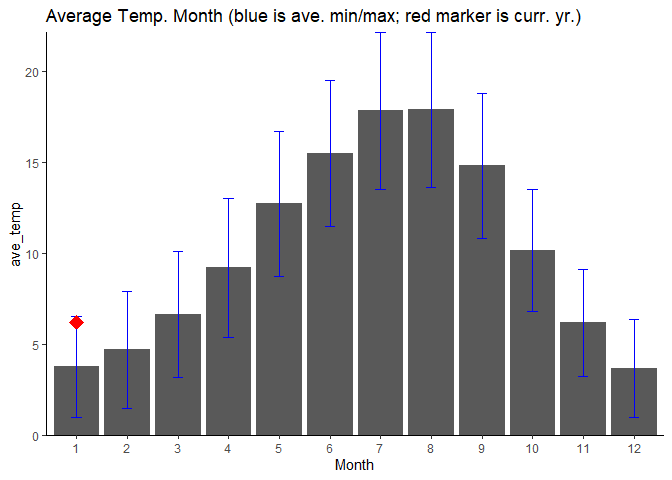 Average Temp. Month (blue is ave. min/max; red marker is curr. yr.)
20
15
10
5
0
ave_temp
1 2 3 4 5 6 7 8 9 10 11 12
Month